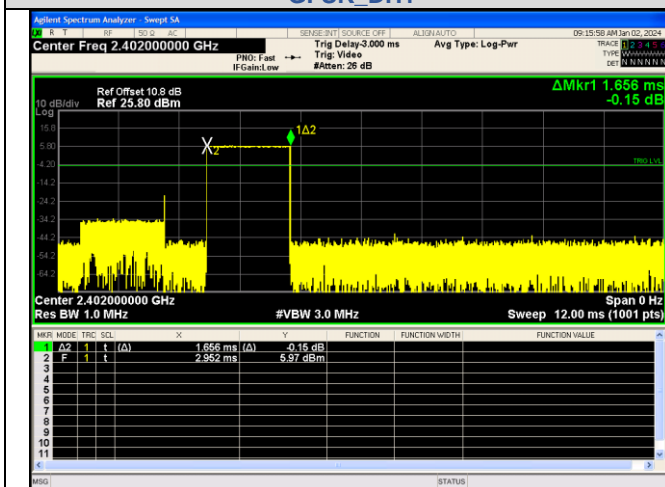 Agilent Spectrum Analyzer - Swept SA
R T RF 50 Ω AC SENSE:INT SOURCE OFF ALIGNAUTO 09:15:58 AM Jan 02, 2024
Center Freq 2.402000000 GHz
PNO: Fast
IFGain:Low
Trig Delay-3.000 ms
Trig: Video
#Atten: 26 dB
Avg Type: Log-Pwr
TRACE 1 2 3 4 5 6
TYPE
DET N N N N N N
ΔMkr1 1.656 ms
-0.15 dB
Ref Offset 10.8 dB
10 dB/div Ref 25.80 dBm
Log
15.8
1Δ2
5.80
X2
-4.20
TRIG LVL
-14.2
-24.2
-34.2
-44.2
-54.2
-64.2
Center 2.402000000 GHz Span 0 Hz
Res BW 1.0 MHz #VBW 3.0 MHz Sweep 12.00 ms (1001 pts)
MKR MODE TRC SCL X Y FUNCTION FUNCTION WIDTH FUNCTION VALUE
1 Δ2 1 t (Δ) 1.656 ms (Δ) -0.15 dB
2 F 1 t 2.952 ms 5.97 dBm
3
4
5
6
7
8
9
10
11
MSG STATUS